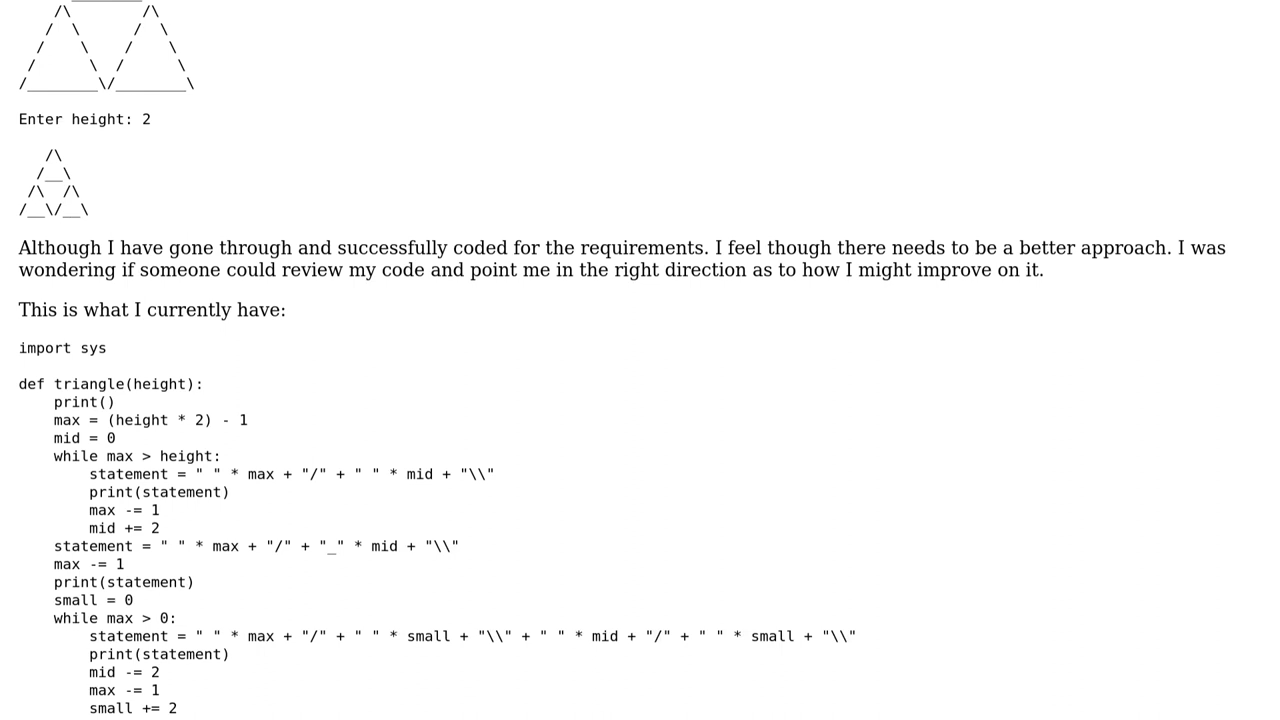 /\        /\
   /  \      /  \
  /    \    /    \
 /      \  /      \
/________\/________\
Enter height: 2
    /\
   /__\
  /\  /\
 /__\/__\
Although I have gone through and successfully coded for the requirements. I feel though there needs to be a better approach. I was
wondering if someone could review my code and point me in the right direction as to how I might improve on it.
This is what I currently have:
import sys
def triangle(height):
    print()
    max = (height * 2) - 1
    mid = 0
    while max > height:
        statement = " " * max + "/" + " " * mid + "\\"
        print(statement)
        max -= 1
        mid += 2
    statement = " " * max + "/" + "_" * mid + "\\"
    max -= 1
    print(statement)
    small = 0
    while max > 0:
        statement = " " * max + "/" + " " * small + "\\" + " " * mid + "/" + " " * small + "\\"
        print(statement)
        mid -= 2
        max -= 1
        small += 2